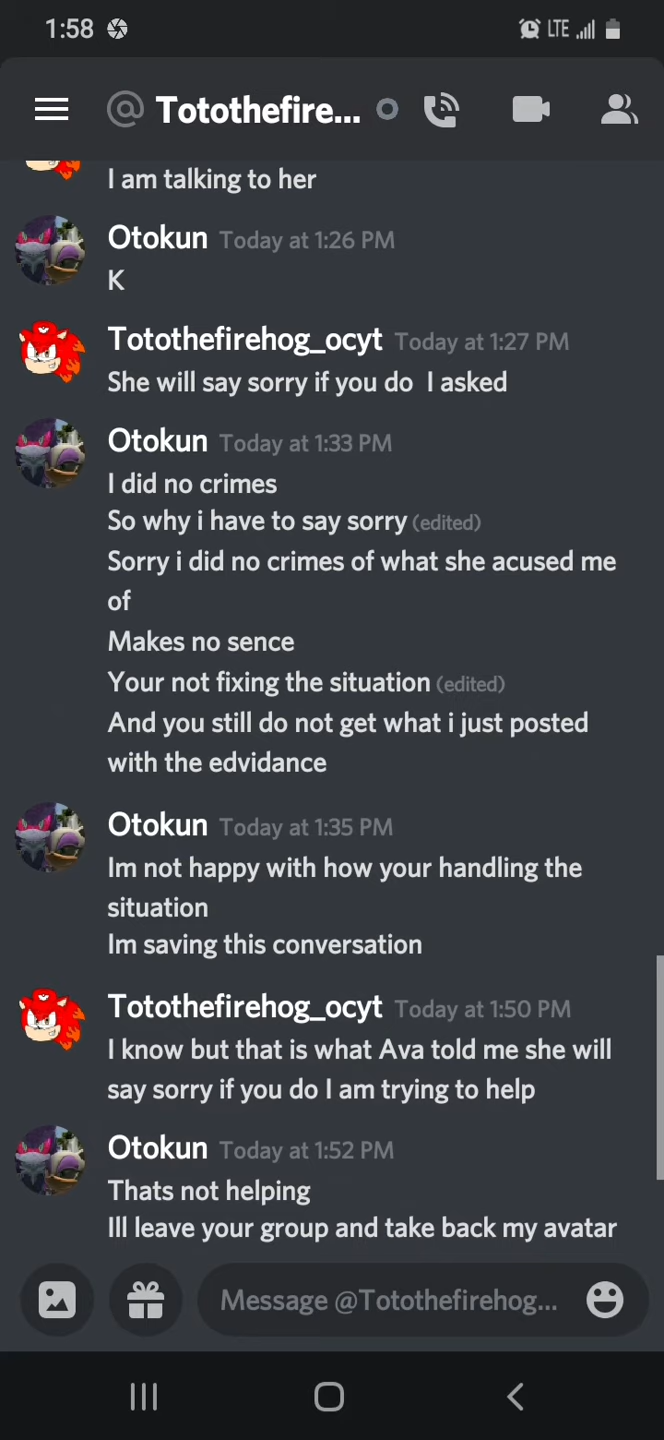 1:58 LTE
@ Totothefire...
I am talking to her
Otokun Today at 1:26 PM
K
Totothefirehog_ocyt Today at 1:27 PM
She will say sorry if you do  I asked
Otokun Today at 1:33 PM
I did no crimes
So why i have to say sorry (edited)
Sorry i did no crimes of what she acused me
of
Makes no sence
Your not fixing the situation (edited)
And you still do not get what i just posted
with the edvidance
Otokun Today at 1:35 PM
Im not happy with how your handling the
situation
Im saving this conversation
Totothefirehog_ocyt Today at 1:50 PM
I know but that is what Ava told me she will
say sorry if you do I am trying to help
Otokun Today at 1:52 PM
Thats not helping
Ill leave your group and take back my avatar
Message @Totothefirehog...